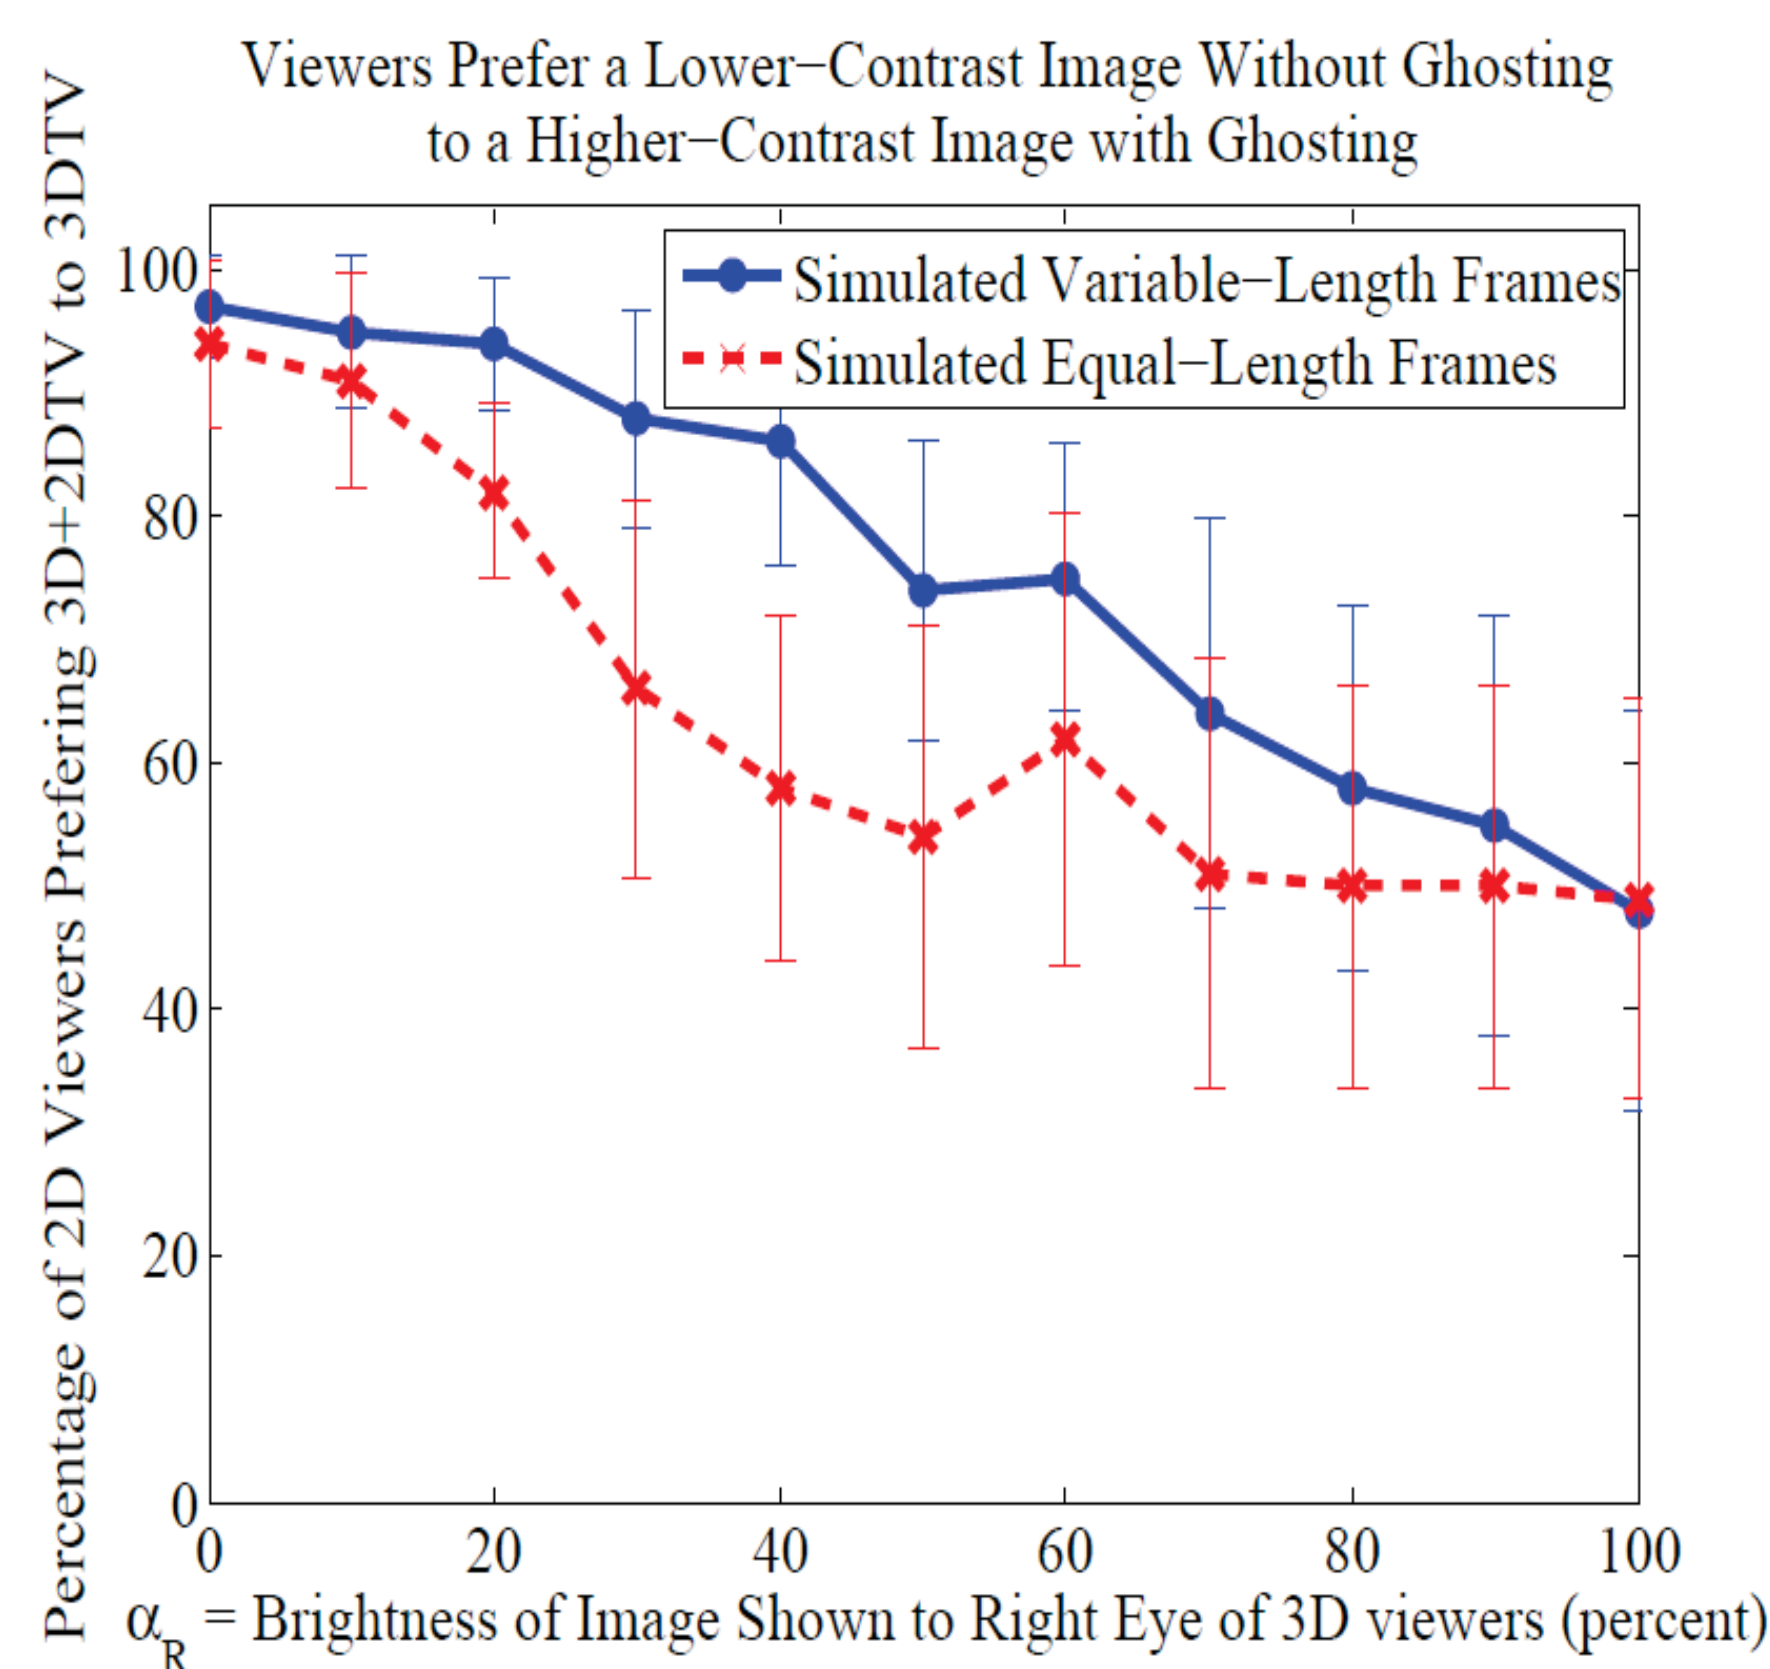 Viewers Prefer a Lower−Contrast Image Without Ghosting
to a Higher−Contrast Image with Ghosting
Percentage of 2D Viewers Prefering 3D+2DTV to 3DTV
Simulated Variable−Length Frames
Simulated Equal−Length Frames
100
80
60
40
20
0
0 20 40 60 80 100
α_R = Brightness of Image Shown to Right Eye of 3D viewers (percent)